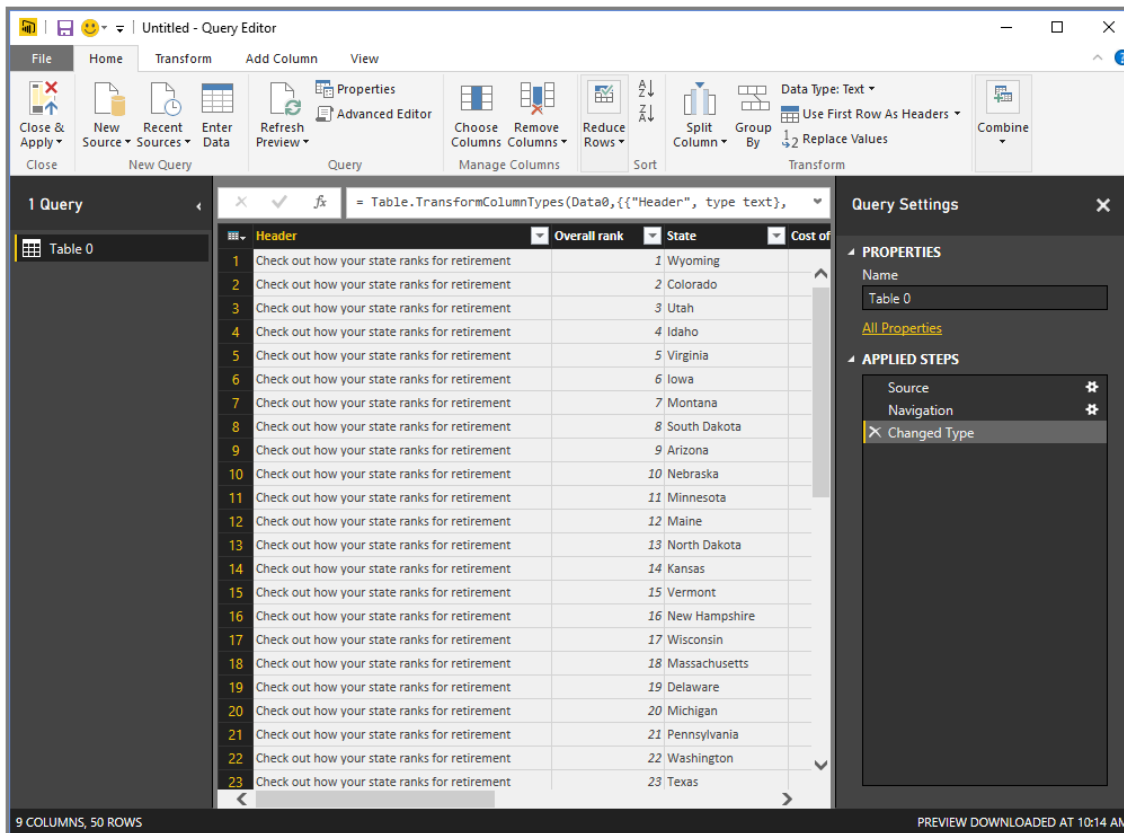 Untitled - Query Editor
File Home Transform Add Column View
Close & Apply
New Source
Recent Sources
Enter Data
Refresh Preview
Properties
Advanced Editor
Choose Columns
Remove Columns
Reduce Rows
Split Column
Group By
Data Type: Text
Use First Row As Headers
Replace Values
Combine
Close New Query Query Manage Columns Sort Transform
1 Query
Table 0
fx = Table.TransformColumnTypes(Data0,{{"Header", type text},
Header Overall rank State Cost of
1 Check out how your state ranks for retirement 1 Wyoming
2 Check out how your state ranks for retirement 2 Colorado
3 Check out how your state ranks for retirement 3 Utah
4 Check out how your state ranks for retirement 4 Idaho
5 Check out how your state ranks for retirement 5 Virginia
6 Check out how your state ranks for retirement 6 Iowa
7 Check out how your state ranks for retirement 7 Montana
8 Check out how your state ranks for retirement 8 South Dakota
9 Check out how your state ranks for retirement 9 Arizona
10 Check out how your state ranks for retirement 10 Nebraska
11 Check out how your state ranks for retirement 11 Minnesota
12 Check out how your state ranks for retirement 12 Maine
13 Check out how your state ranks for retirement 13 North Dakota
14 Check out how your state ranks for retirement 14 Kansas
15 Check out how your state ranks for retirement 15 Vermont
16 Check out how your state ranks for retirement 16 New Hampshire
17 Check out how your state ranks for retirement 17 Wisconsin
18 Check out how your state ranks for retirement 18 Massachusetts
19 Check out how your state ranks for retirement 19 Delaware
20 Check out how your state ranks for retirement 20 Michigan
21 Check out how your state ranks for retirement 21 Pennsylvania
22 Check out how your state ranks for retirement 22 Washington
23 Check out how your state ranks for retirement 23 Texas
Query Settings
PROPERTIES
Name
Table 0
All Properties
APPLIED STEPS
Source
Navigation
Changed Type
9 COLUMNS, 50 ROWS
PREVIEW DOWNLOADED AT 10:14 AM